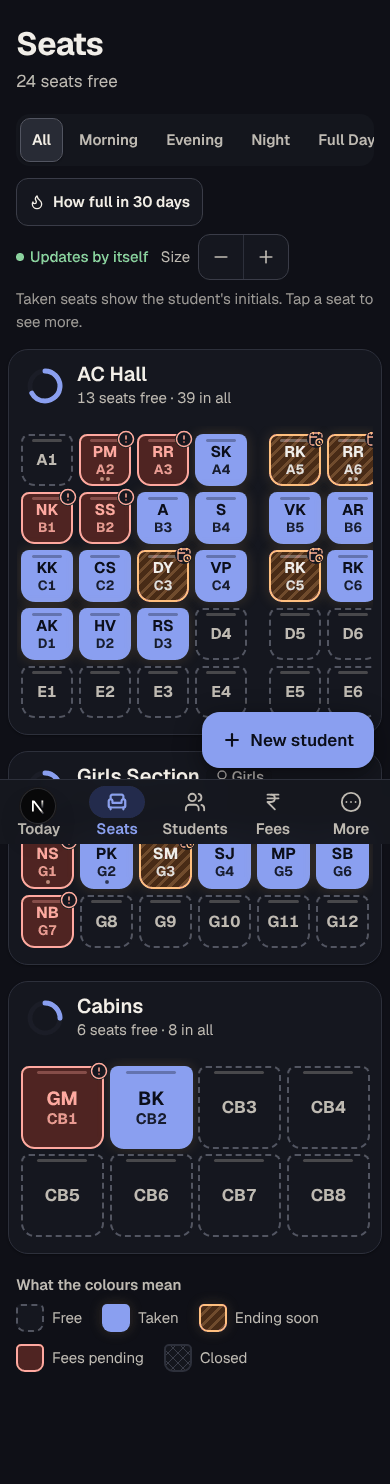 Seats
24 seats free
All Morning Evening Night Full Day
How full in 30 days
Updates by itself Size − +
Taken seats show the student's initials. Tap a seat to
see more.
AC Hall
13 seats free · 39 in all
A1 PM A2 RR A3 SK A4 RK A5 RR A6
NK B1 SS B2 A B3 S B4 VK B5 AR B6
KK C1 CS C2 DY C3 VP C4 RK C5 RK C6
AK D1 HV D2 RS D3 D4 D5 D6
E1 E2 E3 E4 E5 E6
+ New student
Girls Section Girls
N
Today Seats Students ₹ Fees More
NS G1 PK G2 SM G3 SJ G4 MP G5 SB G6
NB G7 G8 G9 G10 G11 G12
Cabins
6 seats free · 8 in all
GM CB1 BK CB2 CB3 CB4
CB5 CB6 CB7 CB8
What the colours mean
Free Taken Ending soon
Fees pending Closed